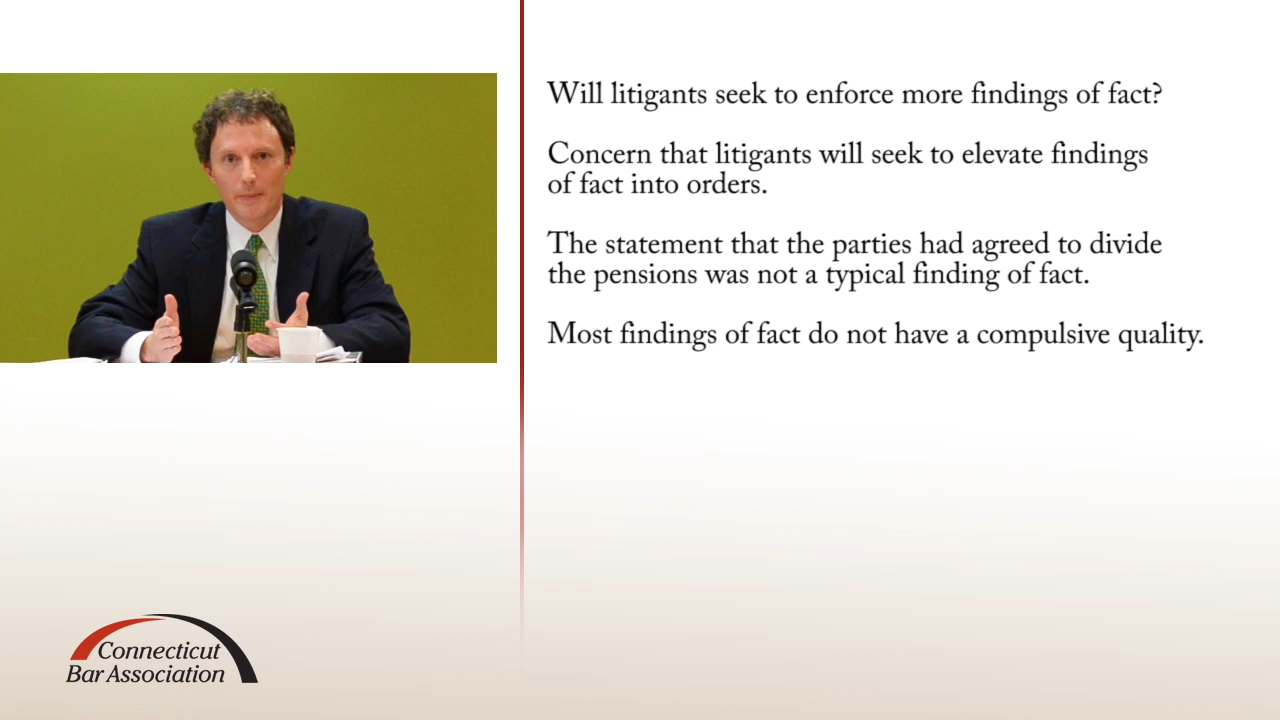 Will litigants seek to enforce more findings of fact?
Concern that litigants will seek to elevate findings
of fact into orders.
The statement that the parties had agreed to divide
the pensions was not a typical finding of fact.
Most findings of fact do not have a compulsive quality.
Connecticut
Bar Association